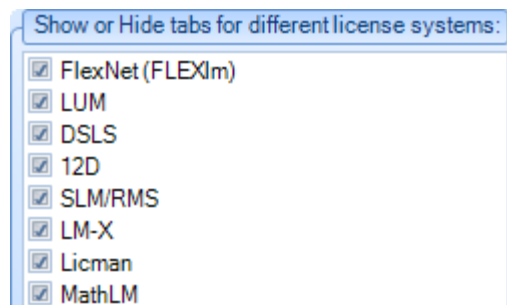 Show or Hide tabs for different license systems:
FlexNet (FLEXlm)
LUM
DSLS
12D
SLM/RMS
LM-X
Licman
MathLM